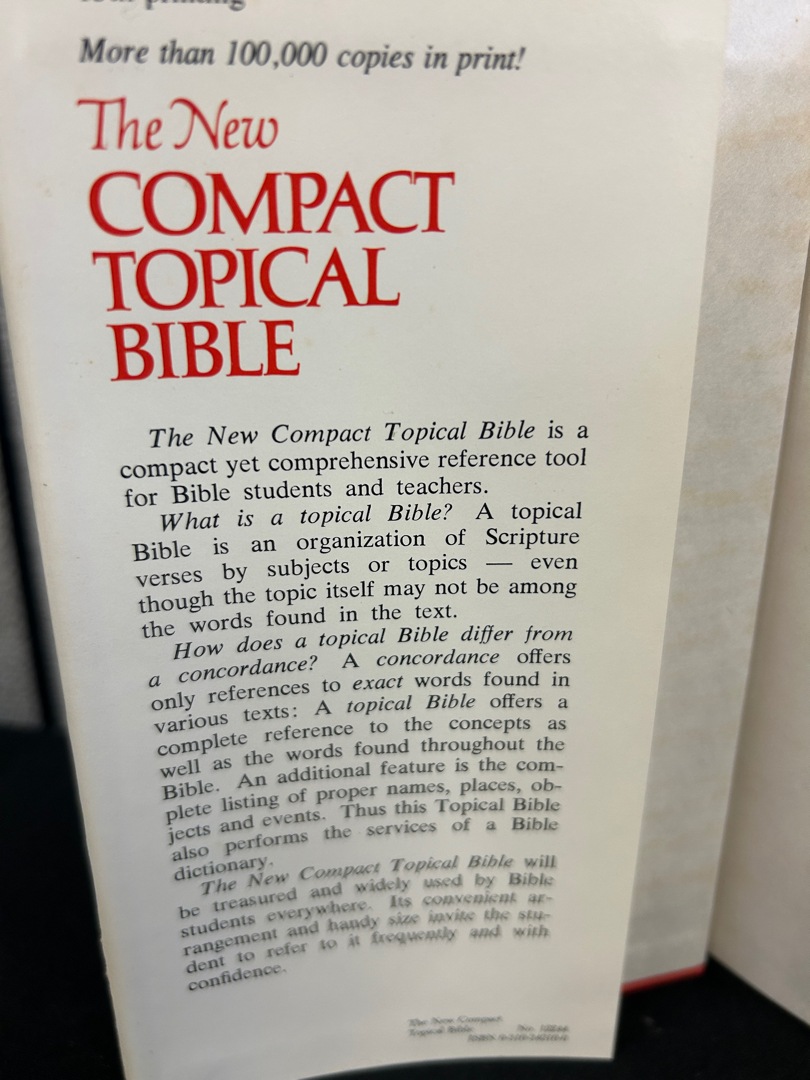 printing
More than 100,000 copies in print!
The New
COMPACT
TOPICAL
BIBLE
The New Compact Topical Bible is a
compact yet comprehensive reference tool
for Bible students and teachers.
What is a topical Bible? A topical
Bible is an organization of Scripture
verses by subjects or topics — even
though the topic itself may not be among
the words found in the text.
How does a topical Bible differ from
a concordance? A concordance offers
only references to exact words found in
various texts: A topical Bible offers a
complete reference to the concepts as
well as the words found throughout the
Bible. An additional feature is the com-
plete listing of proper names, places, ob-
jects and events. Thus this Topical Bible
also performs the services of a Bible
dictionary.
The New Compact Topical Bible will
be treasured and widely used by Bible
students everywhere. Its convenient ar-
rangement and handy size invite the stu-
dent to refer to it frequently and with
confidence.
The New Compact
Topical Bible No.
ISBN